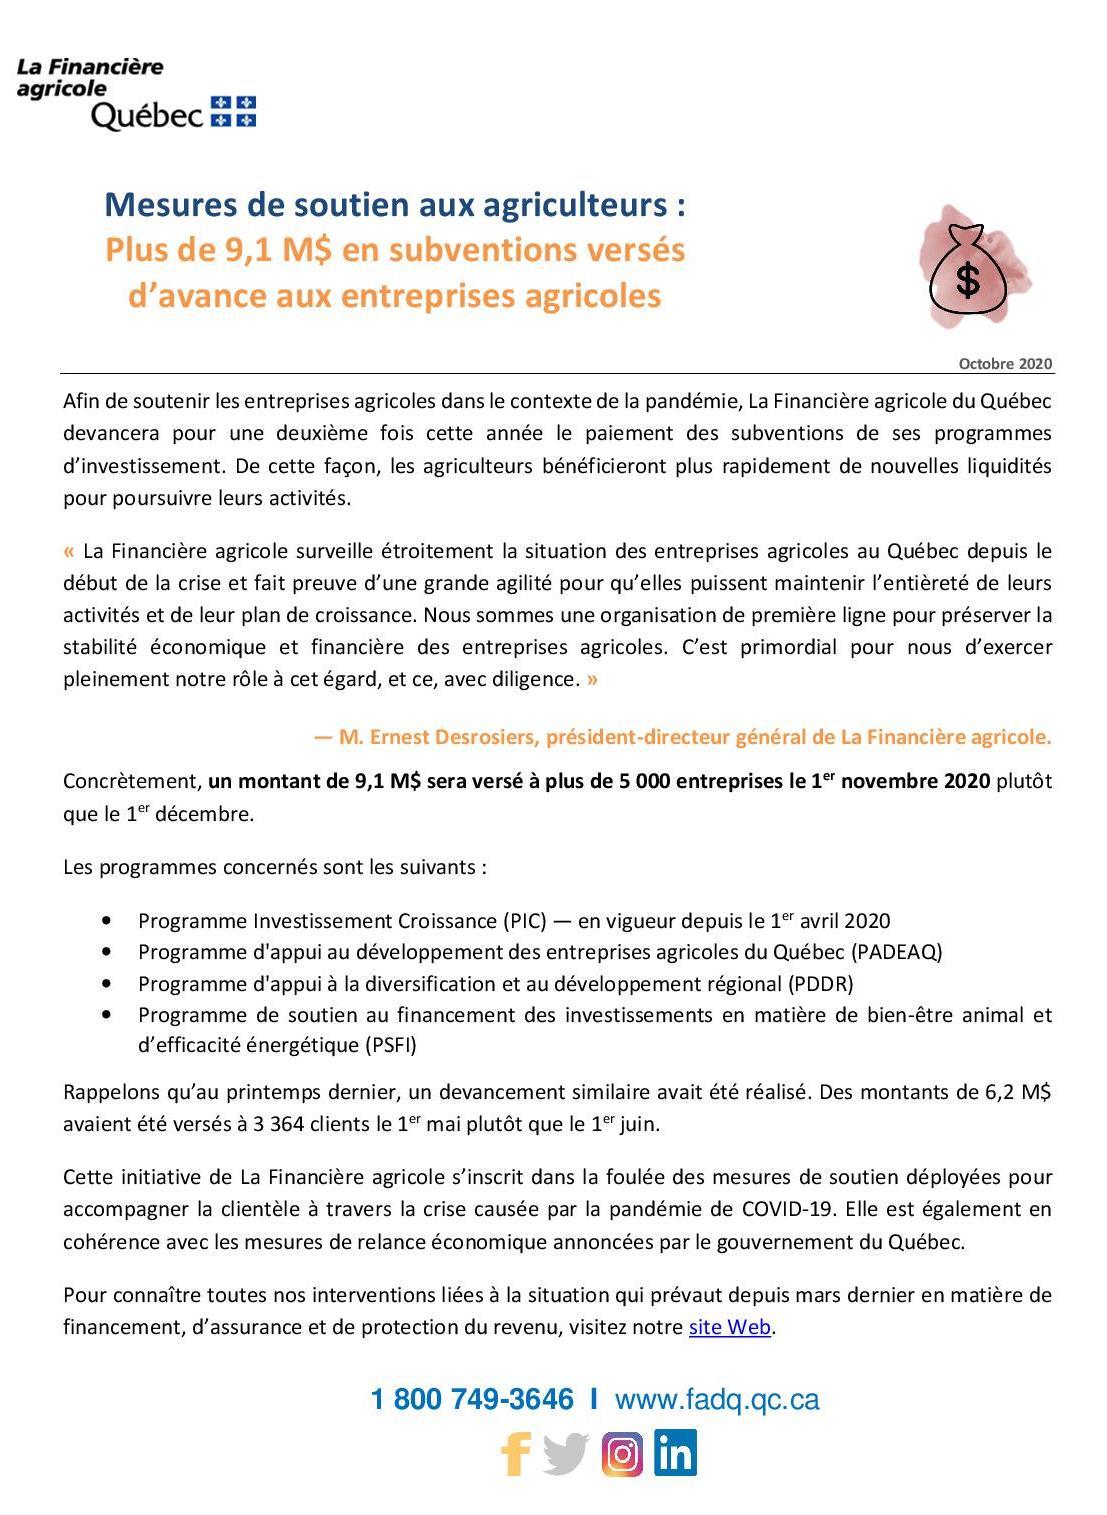 La Financière
agricole
Québec
Mesures de soutien aux agriculteurs :
Plus de 9,1 M$ en subventions versés
d’avance aux entreprises agricoles
$
Octobre 2020
Afin de soutenir les entreprises agricoles dans le contexte de la pandémie, La Financière agricole du Québec
devancera pour une deuxième fois cette année le paiement des subventions de ses programmes
d’investissement. De cette façon, les agriculteurs bénéficieront plus rapidement de nouvelles liquidités
pour poursuivre leurs activités.
« La Financière agricole surveille étroitement la situation des entreprises agricoles au Québec depuis le
début de la crise et fait preuve d’une grande agilité pour qu’elles puissent maintenir l’entièreté de leurs
activités et de leur plan de croissance. Nous sommes une organisation de première ligne pour préserver la
stabilité économique et financière des entreprises agricoles. C’est primordial pour nous d’exercer
pleinement notre rôle à cet égard, et ce, avec diligence. »
— M. Ernest Desrosiers, président-directeur général de La Financière agricole.
Concrètement, un montant de 9,1 M$ sera versé à plus de 5 000 entreprises le 1er novembre 2020 plutôt
que le 1er décembre.
Les programmes concernés sont les suivants :
• Programme Investissement Croissance (PIC) — en vigueur depuis le 1er avril 2020
• Programme d'appui au développement des entreprises agricoles du Québec (PADEAQ)
• Programme d'appui à la diversification et au développement régional (PDDR)
• Programme de soutien au financement des investissements en matière de bien-être animal et
d’efficacité énergétique (PSFI)
Rappelons qu’au printemps dernier, un devancement similaire avait été réalisé. Des montants de 6,2 M$
avaient été versés à 3 364 clients le 1er mai plutôt que le 1er juin.
Cette initiative de La Financière agricole s’inscrit dans la foulée des mesures de soutien déployées pour
accompagner la clientèle à travers la crise causée par la pandémie de COVID-19. Elle est également en
cohérence avec les mesures de relance économique annoncées par le gouvernement du Québec.
Pour connaître toutes nos interventions liées à la situation qui prévaut depuis mars dernier en matière de
financement, d’assurance et de protection du revenu, visitez notre site Web.
1 800 749-3646 I www.fadq.qc.ca